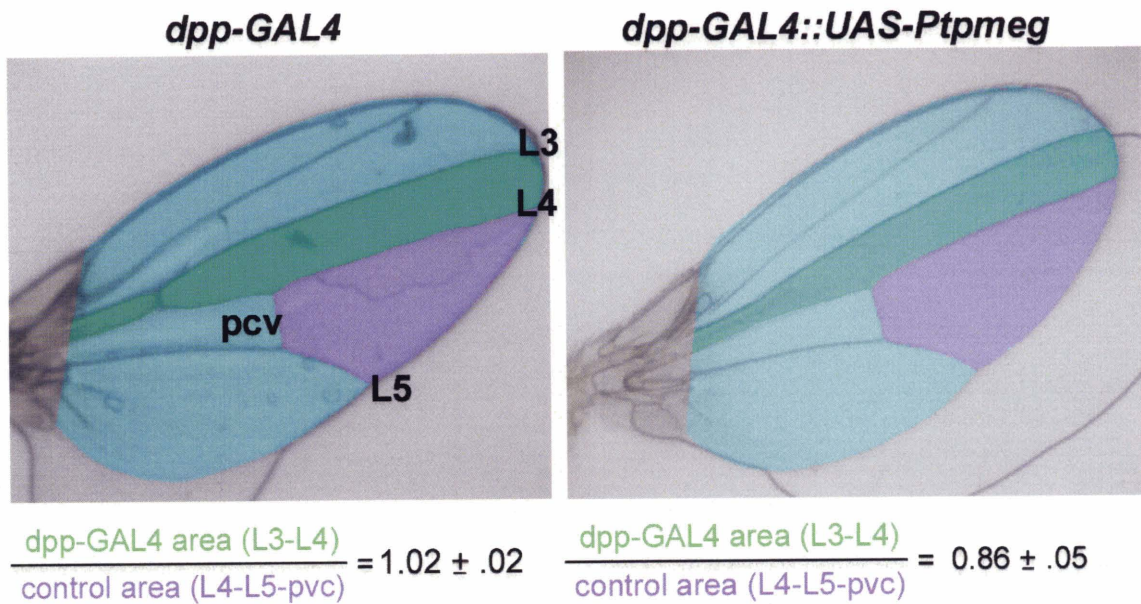 dpp-GAL4
dpp-GAL4::UAS-Ptpmeg
L3
L4
pcv
L5
dpp-GAL4 area (L3-L4)
control area (L4-L5-pvc)
= 1.02 ± .02
dpp-GAL4 area (L3-L4)
control area (L4-L5-pvc)
= 0.86 ± .05